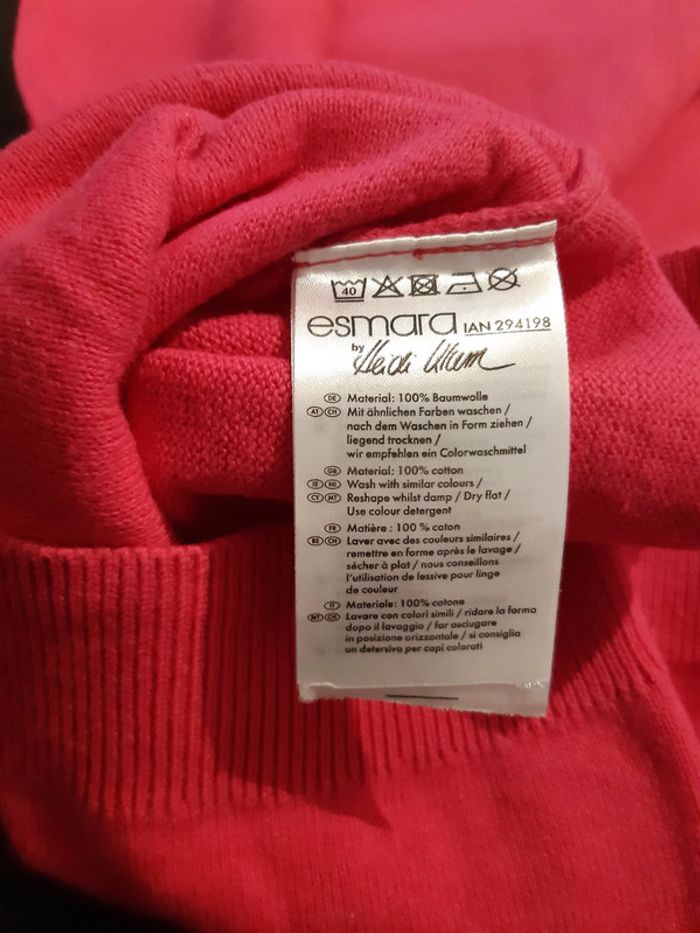 40
esmara IAN 294198
by Heidi Klum
DE Material: 100% Baumwolle
AT CH Mit ähnlichen Farben waschen /
nach dem Waschen in Form ziehen /
liegend trocknen /
wir empfehlen ein Colorwaschmittel
GB Material: 100% cotton
IE NI Wash with similar colours /
CY MT Reshape whilst damp / Dry flat /
Use colour detergent
FR Matière : 100% coton
BE CH Laver avec des couleurs similaires /
remettre en forme après le lavage /
sécher à plat / nous conseillons
l'utilisation de lessive pour linge
de couleur
IT Materiale: 100% cotone
MT CH Lavare con colori simili / ridare la forma
dopo il lavaggio / far asciugare
in posizione orizzontale / si consiglia
un detersivo per capi colorati